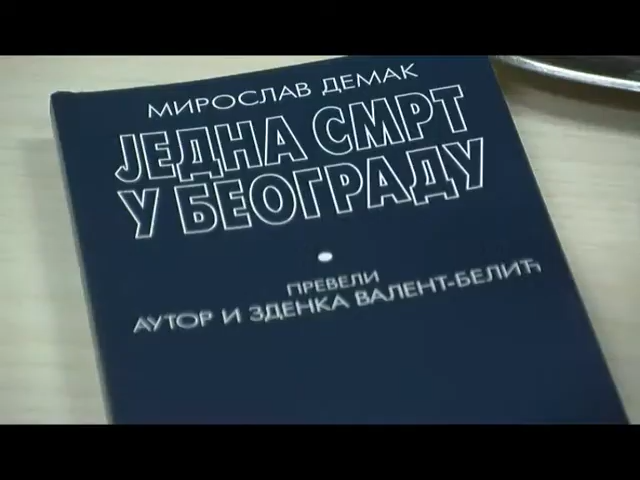 МИРОСЛАВ ДЕМАК
ЈЕДНА СМРТ
У БЕОГРАДУ
ПРЕВЕЛИ
АУТОР И ЗДЕНКА ВАЛЕНТ-БЕЛИЋ